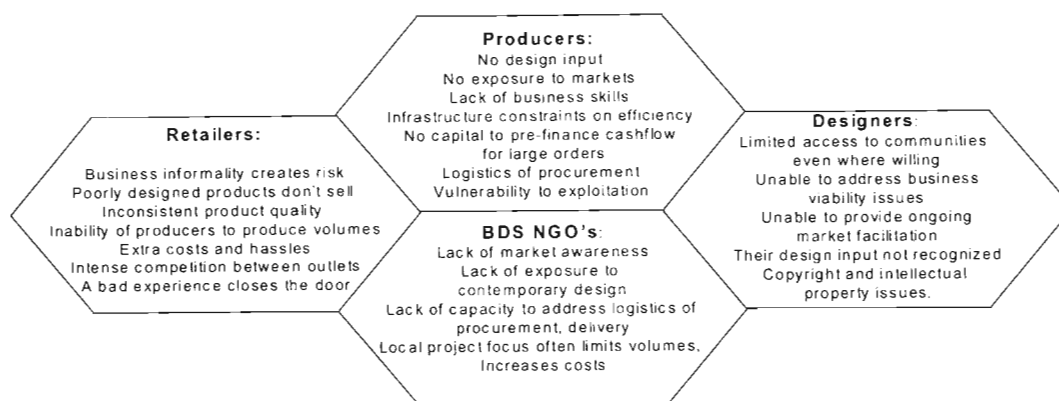 Producers:
No design input
No exposure to markets
Lack of business skills
Infrastructure constraints on efficiency
No capital to pre-finance cashflow
for large orders
Logistics of procurement
Vulnerability to exploitation
Retailers:
Business informality creates risk
Poorly designed products don't sell
Inconsistent product quality
Inability of producers to produce volumes
Extra costs and hassles
Intense competition between outlets
A bad experience closes the door
BDS NGO's:
Lack of market awareness
Lack of exposure to
contemporary design
Lack of capacity to address logistics of
procurement, delivery
Local project focus often limits volumes,
Increases costs
Designers:
Limited access to communities
even where willing
Unable to address business
viability issues
Unable to provide ongoing
market facilitation
Their design input not recognized
Copyright and intellectual
property issues.